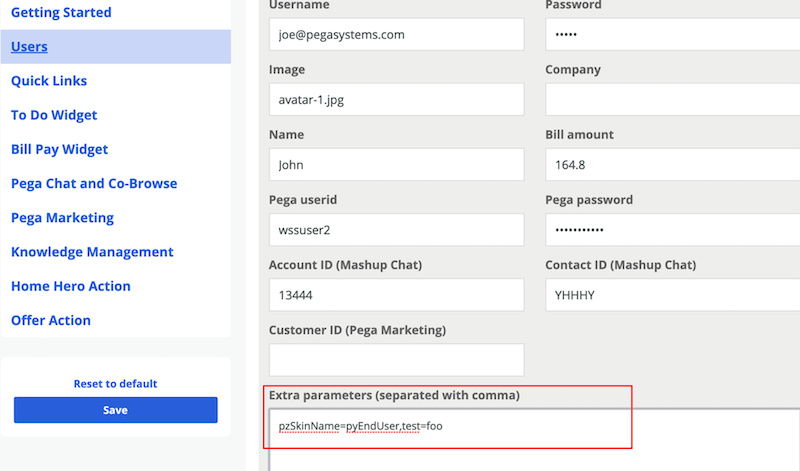 Getting Started
Users
Quick Links
To Do Widget
Bill Pay Widget
Pega Chat and Co-Browse
Pega Marketing
Knowledge Management
Home Hero Action
Offer Action
Reset to default
Save
Username Password
joe@pegasystems.com •••••
Image Company
avatar-1.jpg
Name Bill amount
John 164.8
Pega userid Pega password
wssuser2 •••••••••••
Account ID (Mashup Chat) Contact ID (Mashup Chat)
13444 YHHHY
Customer ID (Pega Marketing)
Extra parameters (separated with comma)
pzSkinName=pyEndUser,test=foo